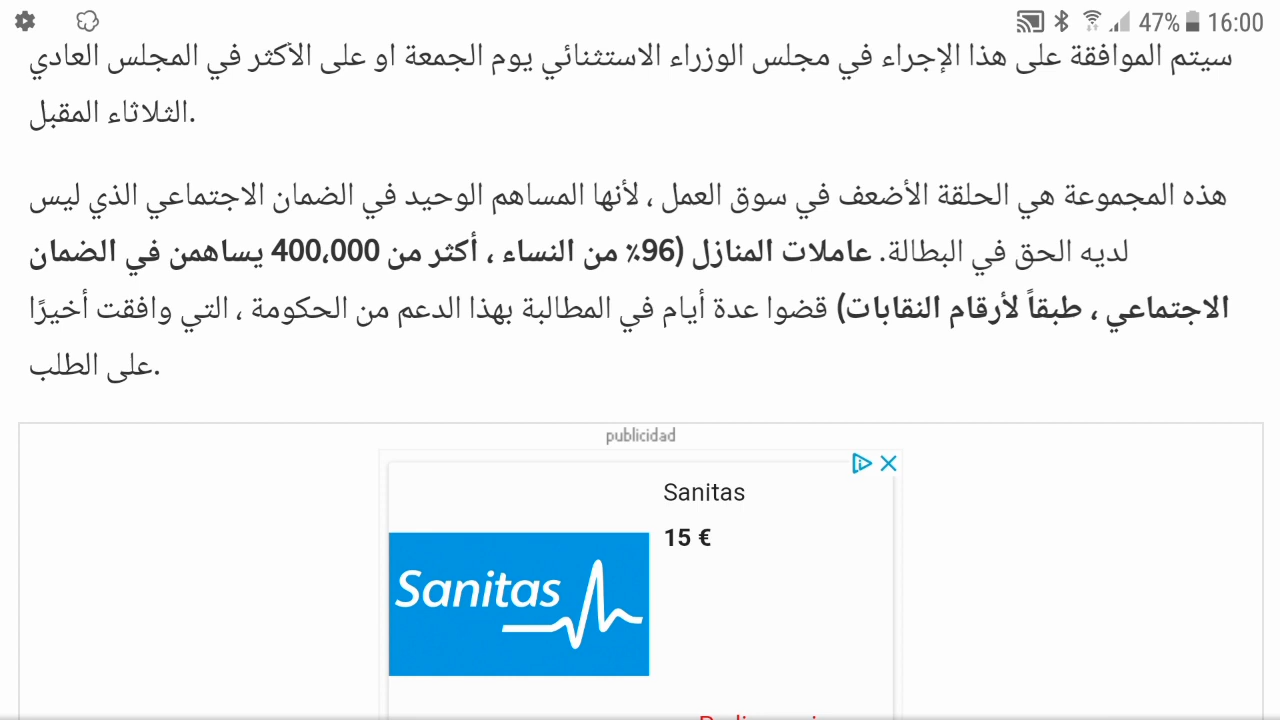 47% 16:00
سيتم الموافقة على هذا الإجراء في مجلس الوزراء الاستثنائي يوم الجمعة او على الأكثر في المجلس العادي
الثلاثاء المقبل.
هذه المجموعة هي الحلقة الأضعف في سوق العمل ، لأنها المساهم الوحيد في الضمان الاجتماعي الذي ليس
لديه الحق في البطالة. عاملات المنازل (96٪ من النساء ، أكثر من 400،000 يساهمن في الضمان
الاجتماعي ، طبقاً لأرقام النقابات) قضوا عدة أيام في المطالبة بهذا الدعم من الحكومة ، التي وافقت أخيرًا
على الطلب.
publicidad
Sanitas
15 €
Sanitas